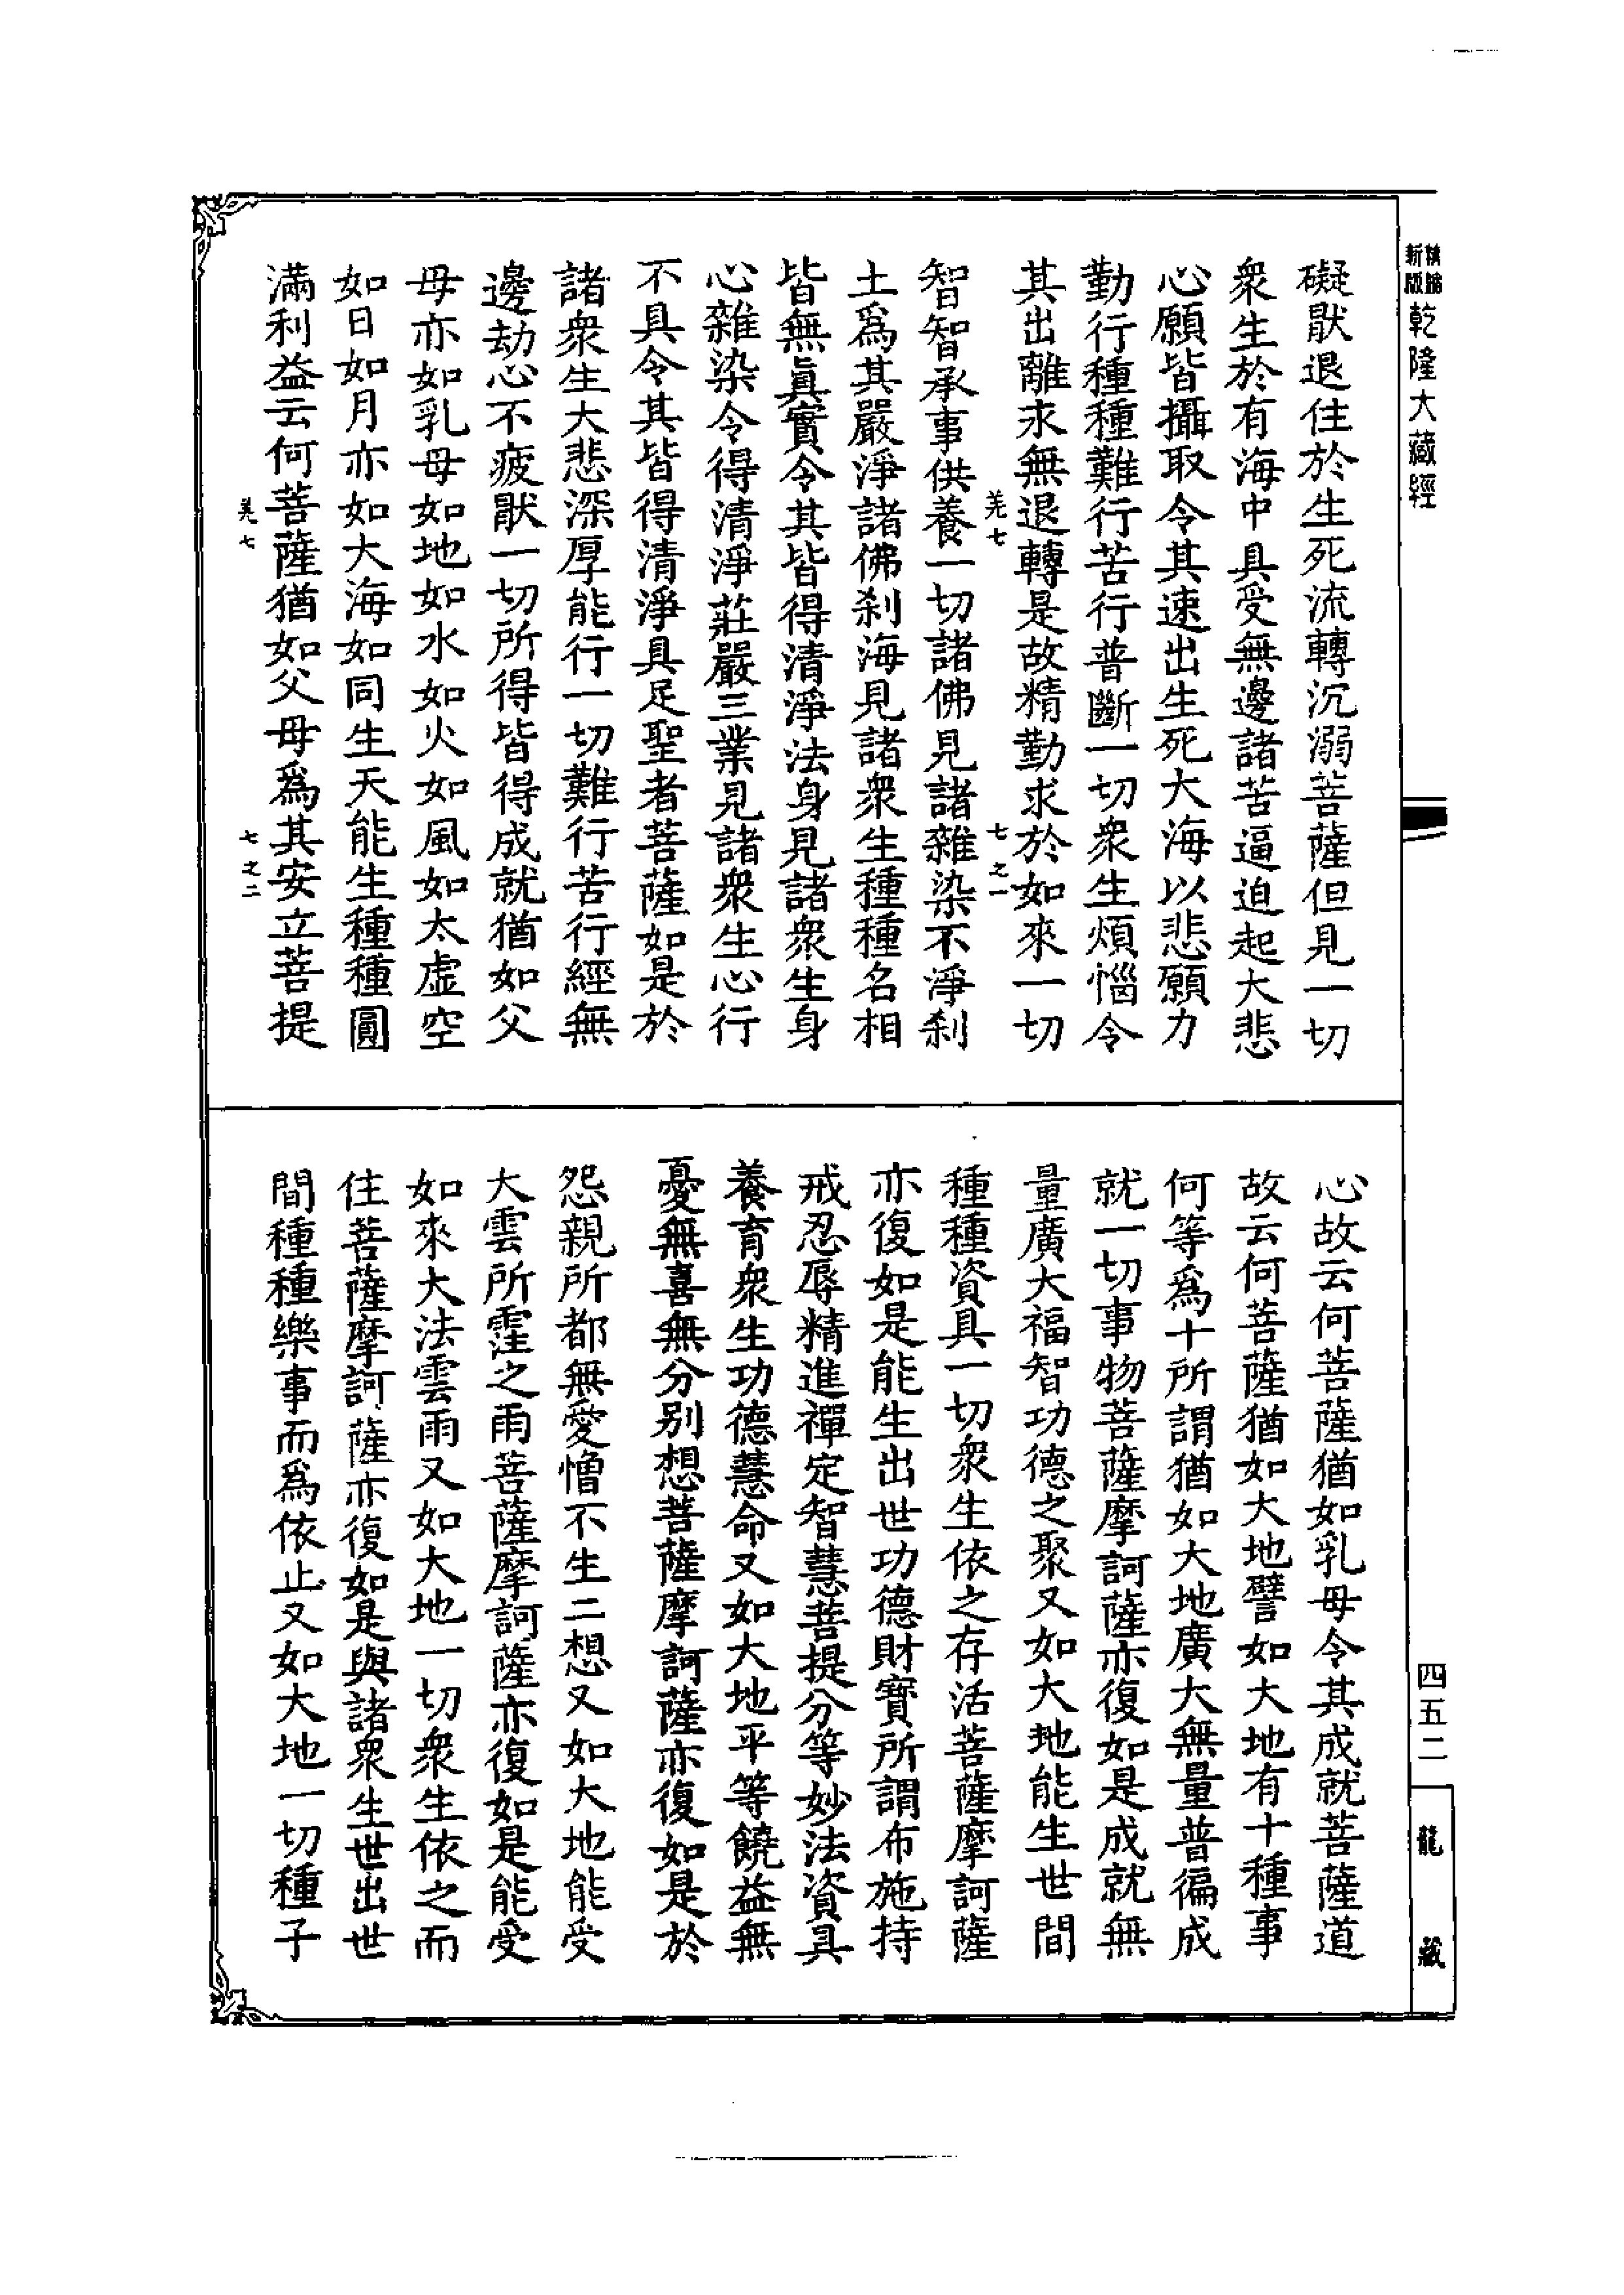 精編
新版
乾隆大藏經
礙猒退住於生死流轉沉溺菩薩但見一切
衆生於有海中具受無邊諸苦逼迫起大悲
心願皆攝取令其速出生死大海以悲願力
勤行種種難行苦行普斷一切衆生煩惱令
其出離求無退轉是故精勤求於如來一切
羌七
七之一
智智承事供養一切諸佛見諸雜染不淨剎
土爲其嚴淨諸佛剎海見諸衆生種種名相
皆無眞實令其皆得清淨法身見諸衆生身
心雜染令得清淨莊嚴三業見諸衆生心行
不具令其皆得清淨具足聖者菩薩如是於
諸衆生大悲深厚能行一切難行苦行經無
邊劫心不疲猒一切所得皆得成就猶如父
母亦如乳母如地如水如火如風如太虛空
如日如月亦如大海如同生天能生種種圓
滿利益云何菩薩猶如父母爲其安立菩提
羌七
七之二
心故云何菩薩猶如乳母令其成就菩薩道
故云何菩薩猶如大地譬如大地有十種事
何等爲十所謂猶如大地廣大無量普徧成
就一切事物菩薩摩訶薩亦復如是成就無
量廣大福智功德之聚又如大地能生世間
種種資具一切衆生依之存活菩薩摩訶薩
亦復如是能生出世功德財寳所謂布施持
戒忍辱精進禪定智慧菩提分等妙法資具
養育衆生功德慧命又如大地平等饒益無
憂無喜無分别想菩薩摩訶薩亦復如是於
怨親所都無愛憎不生二想又如大地能受
大雲所霔之雨菩薩摩訶薩亦復如是能受
如來大法雲雨又如大地一切衆生依之而
住菩薩摩訶薩亦復如是與諸衆生世出世
間種種樂事而爲依止又如大地一切種子
四五二
龍藏